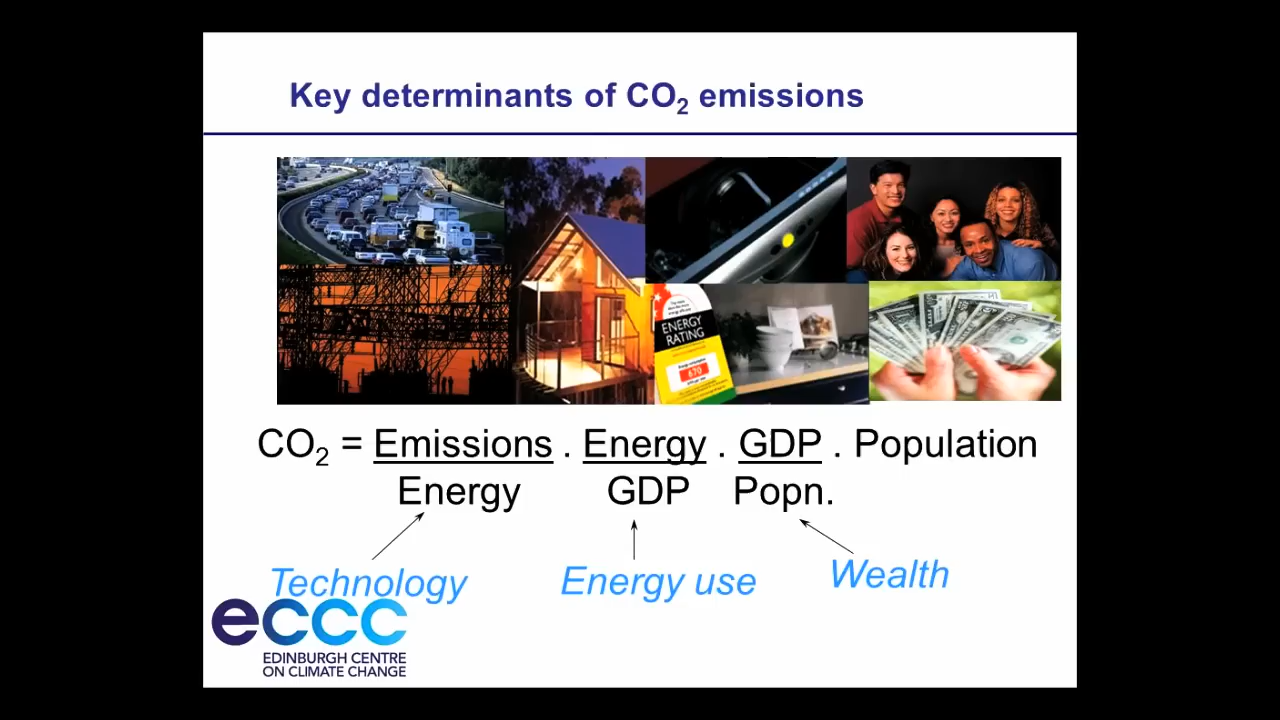 Key determinants of CO₂ emissions
ENERGY
RATING
670
CO₂ = Emissions . Energy . GDP . Population
Energy GDP Popn.
Technology Energy use Wealth
eccc
EDINBURGH CENTRE
ON CLIMATE CHANGE